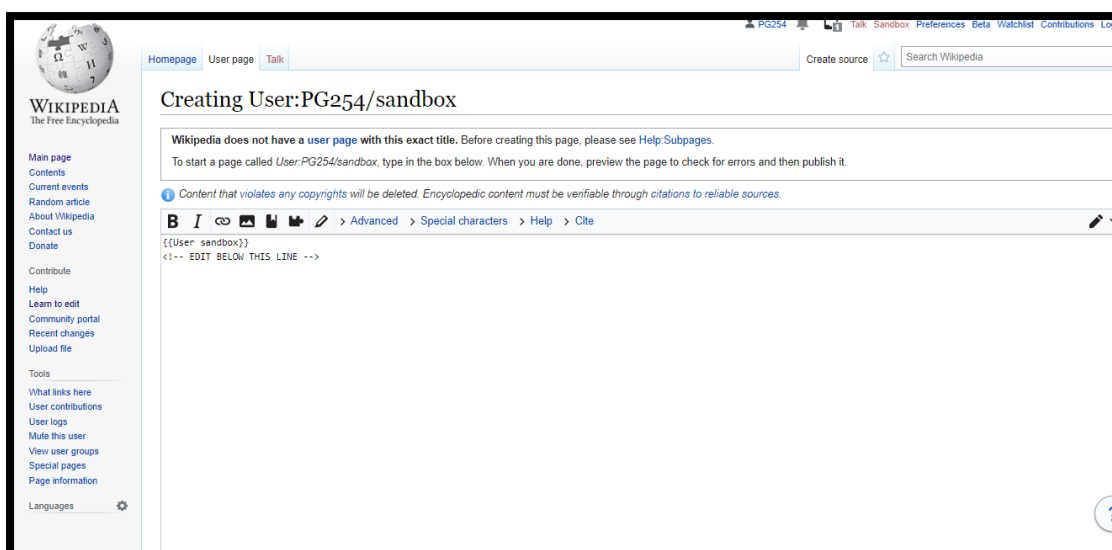 PG254 Talk Sandbox Preferences Beta Watchlist Contributions
Homepage User page Talk Create source Search Wikipedia
WIKIPEDIA
The Free Encyclopedia
Creating User:PG254/sandbox
Wikipedia does not have a user page with this exact title. Before creating this page, please see Help:Subpages.
To start a page called User:PG254/sandbox, type in the box below. When you are done, preview the page to check for errors and then publish it.
Content that violates any copyrights will be deleted. Encyclopedic content must be verifiable through citations to reliable sources.
B I > Advanced > Special characters > Help > Cite
{{User sandbox}}
<!-- EDIT BELOW THIS LINE -->
Main page
Contents
Current events
Random article
About Wikipedia
Contact us
Donate
Contribute
Help
Learn to edit
Community portal
Recent changes
Upload file
Tools
What links here
User contributions
User logs
Mute this user
View user groups
Special pages
Page information
Languages